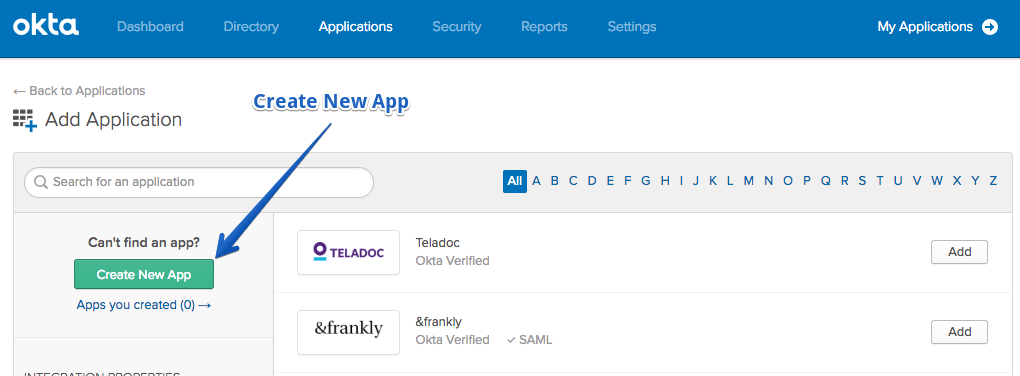 okta Dashboard Directory Applications Security Reports Settings My Applications
← Back to Applications
Create New App
Add Application
Search for an application
All A B C D E F G H I J K L M N O P Q R S T U V W X Y Z
Can't find an app?
Create New App
Apps you created (0) →
TELADOC
Teladoc
Okta Verified
Add
&frankly
&frankly
Okta Verified ✓ SAML
Add
INTEGRATION PROPERTIES